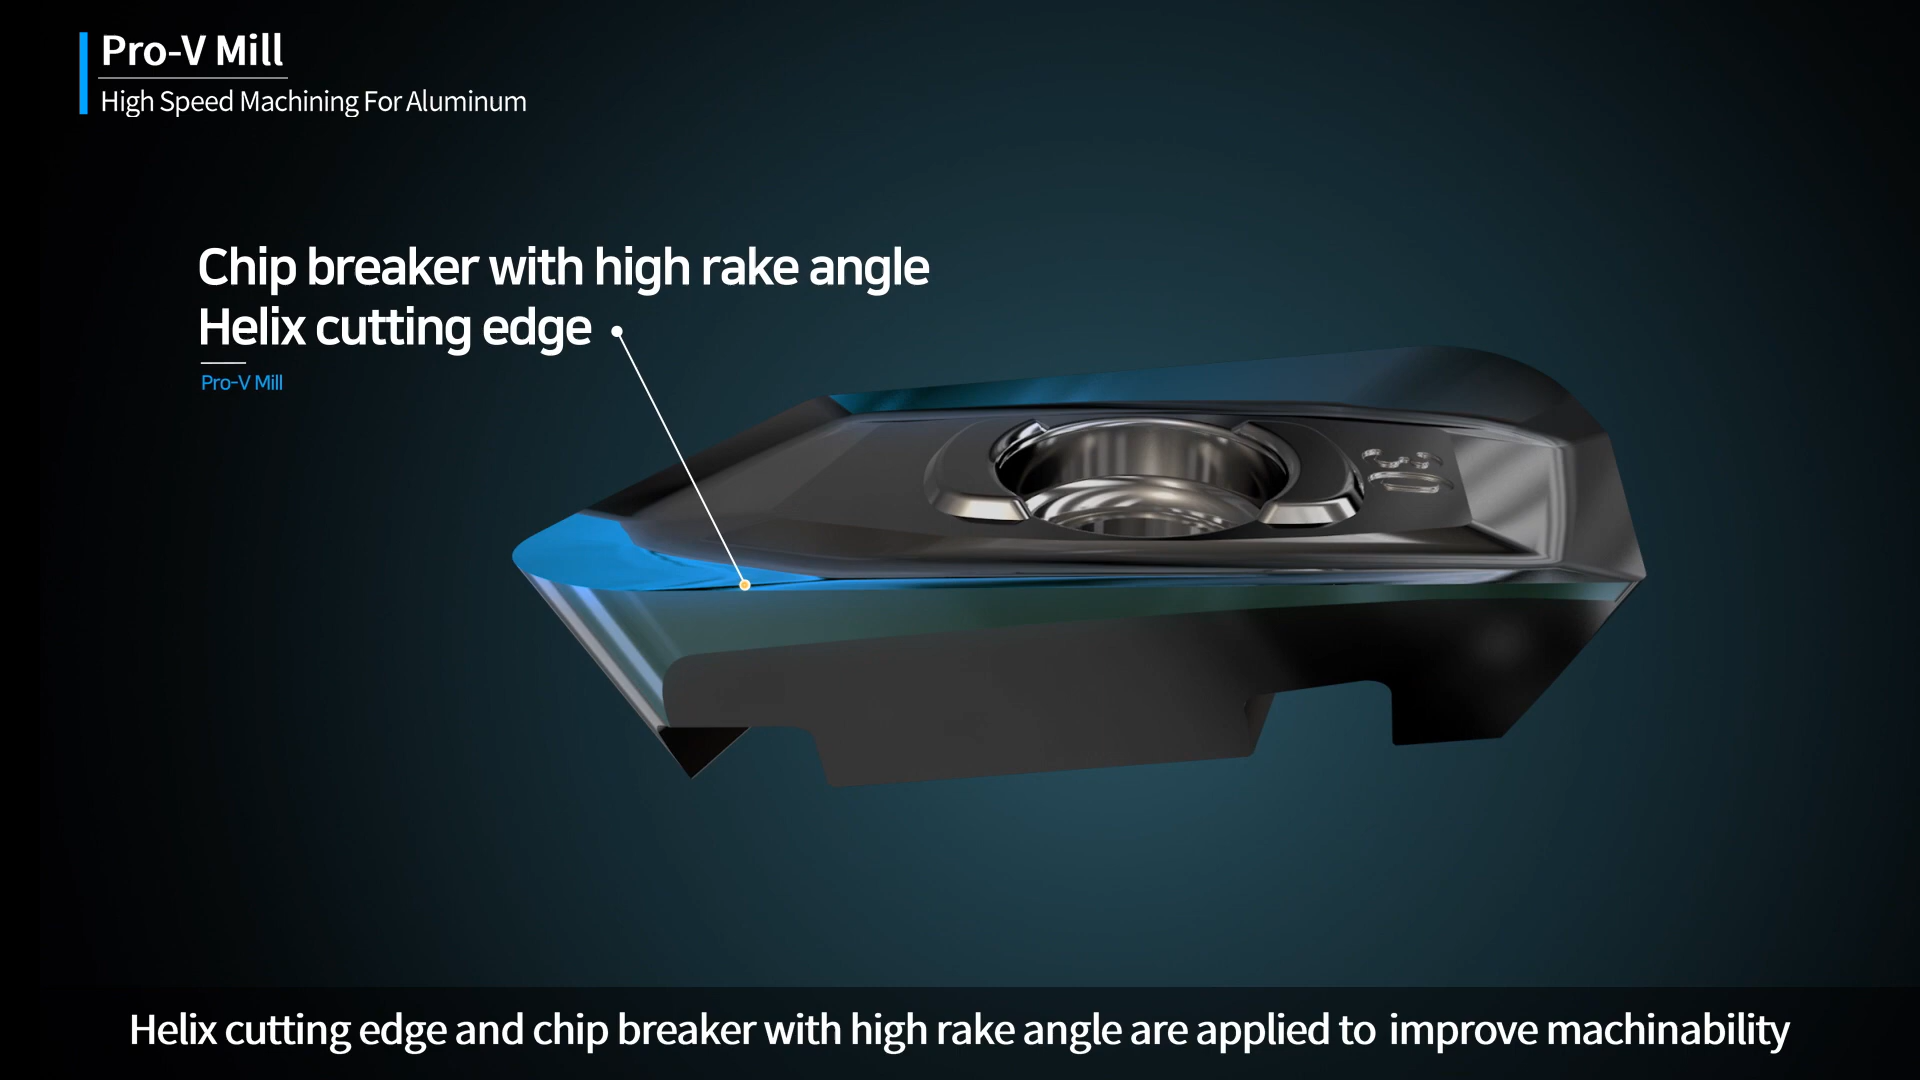 Pro-V Mill
High Speed Machining For Aluminum
Chip breaker with high rake angle
Helix cutting edge
Pro-V Mill
Helix cutting edge and chip breaker with high rake angle are applied to improve machinability